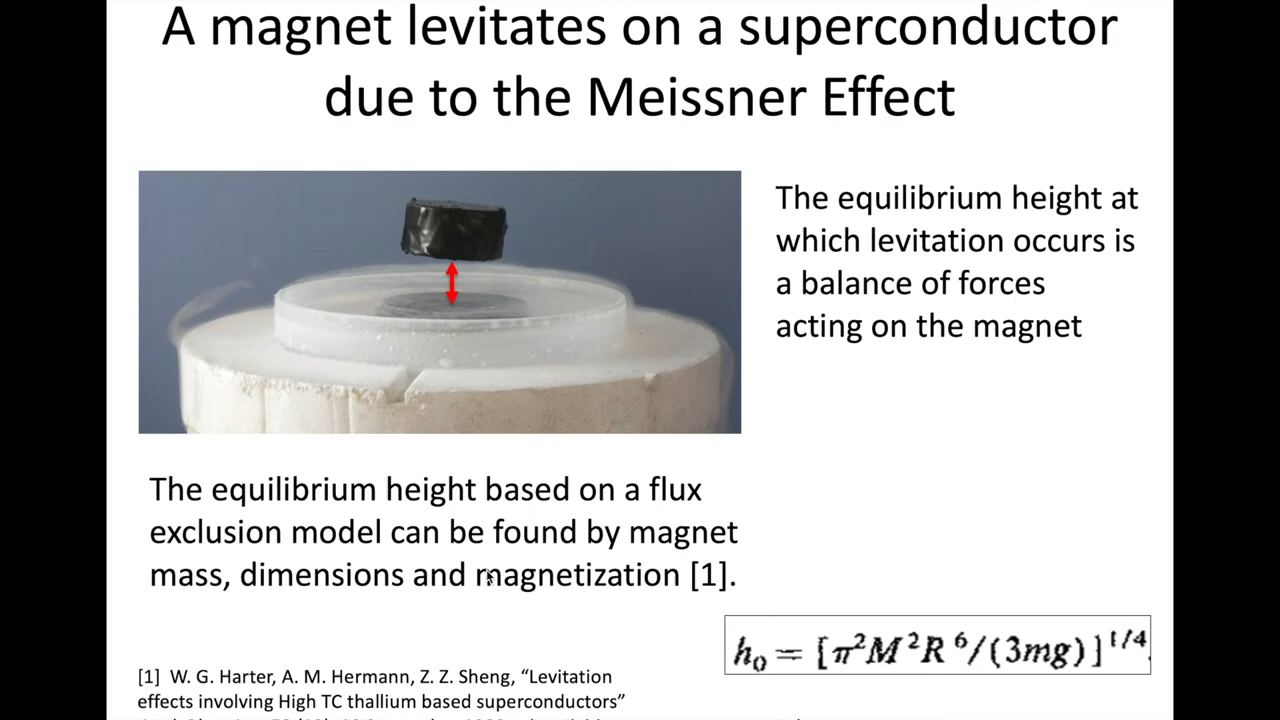 A magnet levitates on a superconductor
due to the Meissner Effect
The equilibrium height at
which levitation occurs is
a balance of forces
acting on the magnet
The equilibrium height based on a flux
exclusion model can be found by magnet
mass, dimensions and magnetization [1].
h₀ = [π²M²R⁶/(3mg)]¹/⁴.
[1] W. G. Harter, A. M. Hermann, Z. Z. Sheng, “Levitation
effects involving High TC thallium based superconductors”